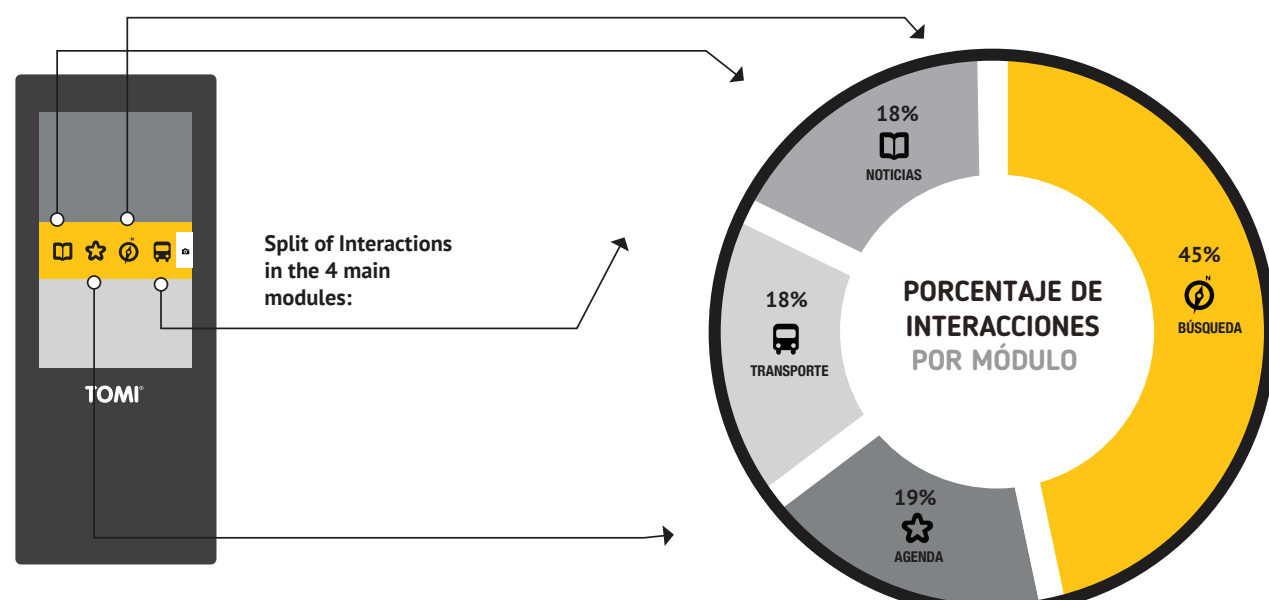 Split of Interactions
in the 4 main
modules:
TOMI®
18%
NOTICIAS
45%
N
BÚSQUEDA
18%
TRANSPORTE
PORCENTAJE DE
INTERACCIONES
POR MÓDULO
19%
AGENDA